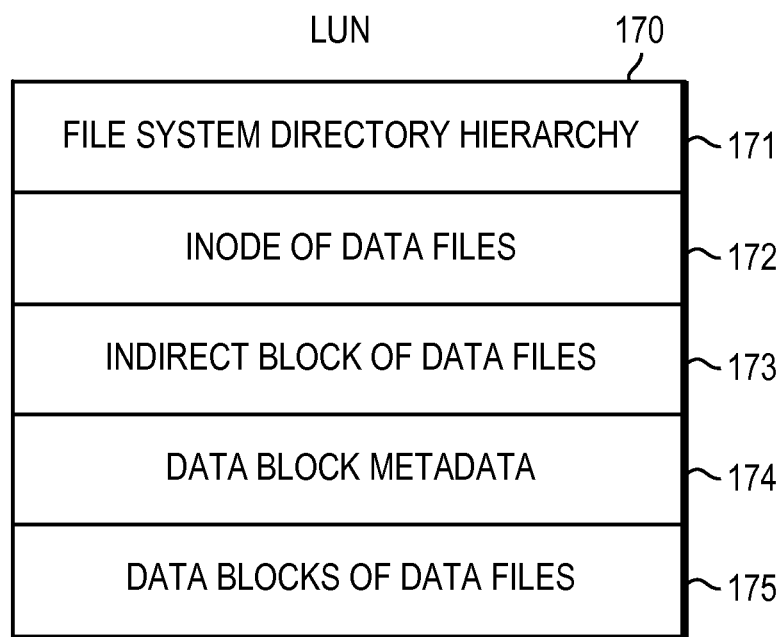 LUN 170
FILE SYSTEM DIRECTORY HIERARCHY 171
INODE OF DATA FILES 172
INDIRECT BLOCK OF DATA FILES 173
DATA BLOCK METADATA 174
DATA BLOCKS OF DATA FILES 175